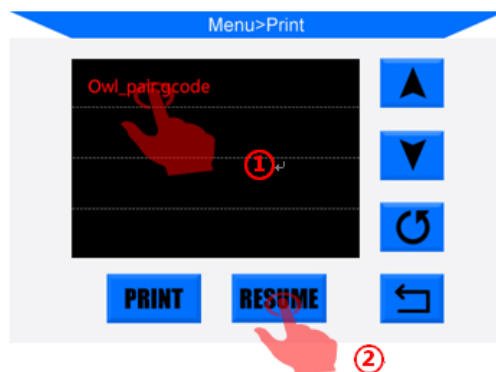 Menu>Print
Owl_pair.gcode
①↵
PRINT RESUME
②